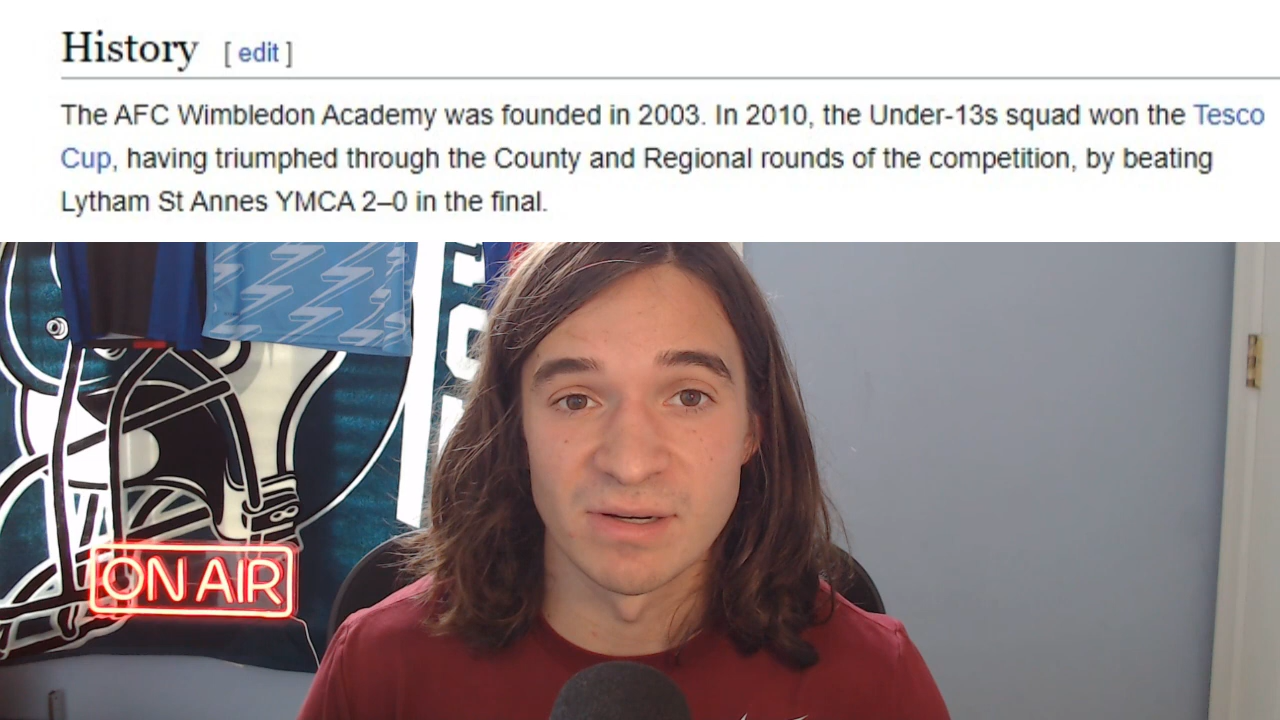 History [ edit ]
The AFC Wimbledon Academy was founded in 2003. In 2010, the Under-13s squad won the Tesco
Cup, having triumphed through the County and Regional rounds of the competition, by beating
Lytham St Annes YMCA 2–0 in the final.
ON AIR